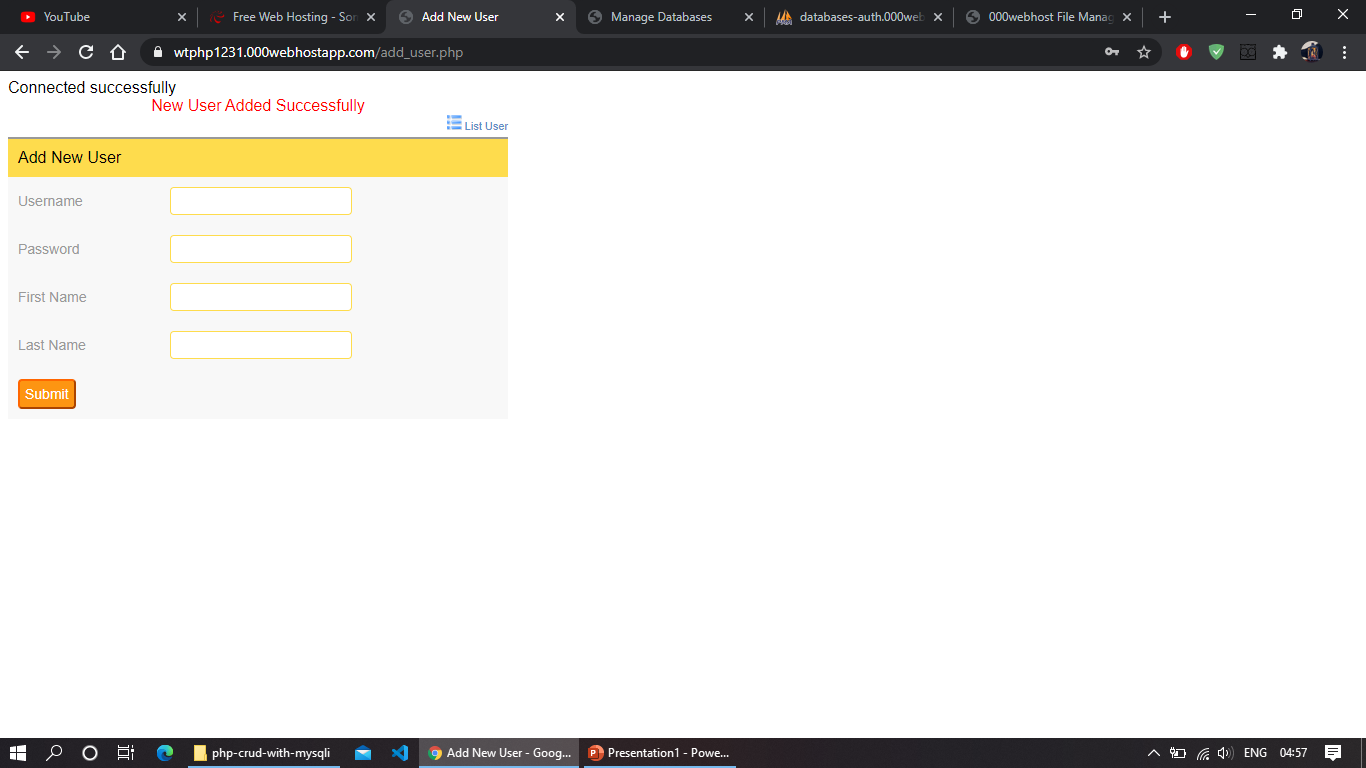 YouTube
Free Web Hosting - Son
Add New User
Manage Databases
databases-auth.000web
000webhost File Manag
wtphp1231.000webhostapp.com/add_user.php
Connected successfully
New User Added Successfully
List User
Add New User
Username
Password
First Name
Last Name
Submit
php-crud-with-mysqli
Add New User - Goog...
Presentation1 - Powe...
ENG
04:57